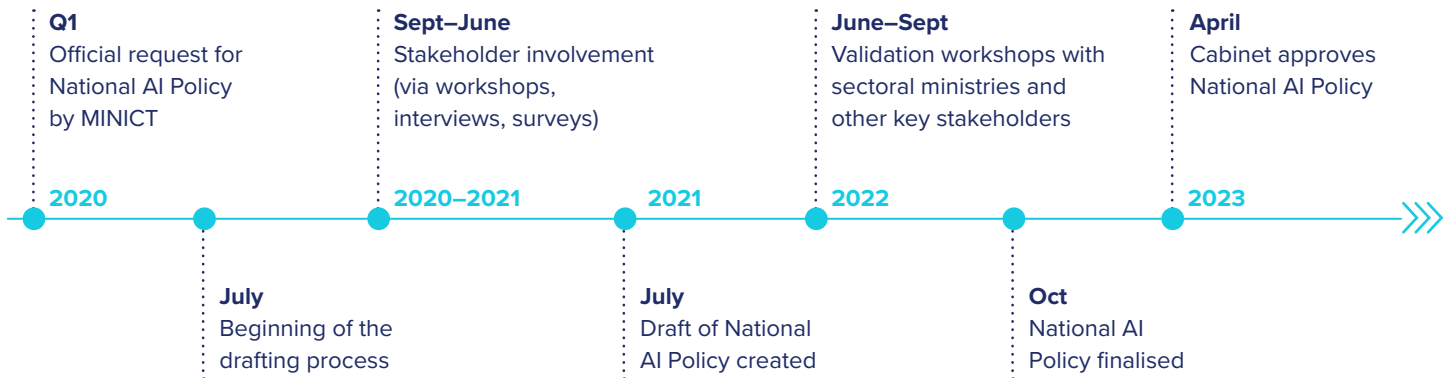 Q1
Official request for
National AI Policy
by MINICT
Sept–June
Stakeholder involvement
(via workshops,
interviews, surveys)
June–Sept
Validation workshops with
sectoral ministries and
other key stakeholders
April
Cabinet approves
National AI Policy
2020
2020–2021
2021
2022
2023
July
Beginning of the
drafting process
July
Draft of National
AI Policy created
Oct
National AI
Policy finalised